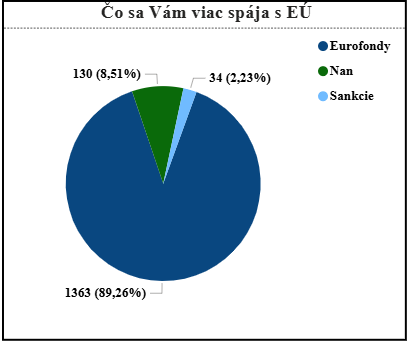 Čo sa Vám viac spája s EÚ
Eurofondy
Nan
Sankcie
130 (8,51%)
34 (2,23%)
1363 (89,26%)